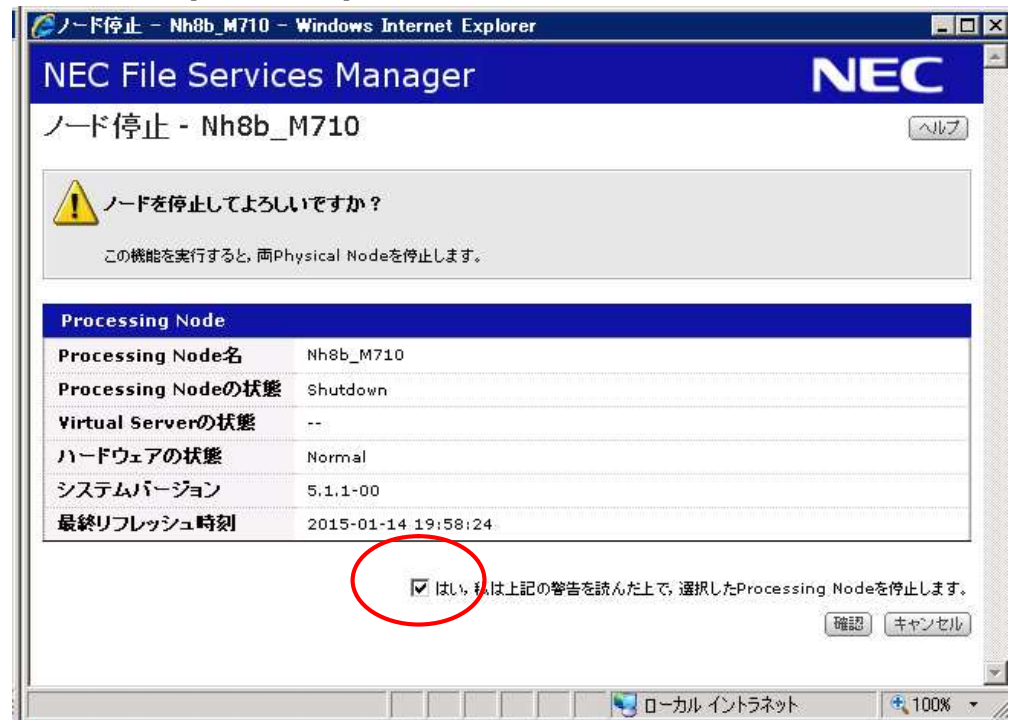 ノード停止 - Nh8b_M710 - Windows Internet Explorer
NEC File Services Manager
NEC
ノード停止 - Nh8b_M710
ヘルプ
ノードを停止してよろしいですか?
この機能を実行すると, 両Physical Nodeを停止します。
Processing Node
Processing Node名 Nh8b_M710
Processing Nodeの状態 Shutdown
Virtual Serverの状態 --
ハードウェアの状態 Normal
システムバージョン 5.1.1-00
最終リフレッシュ時刻 2015-01-14 19:58:24
はい, 私は上記の警告を読んだ上で, 選択したProcessing Nodeを停止します。
確認 キャンセル
ローカル イントラネット 100%